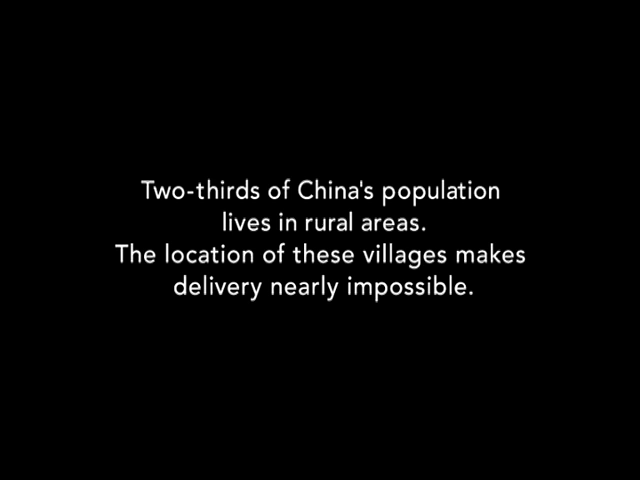 Two-thirds of China's population
lives in rural areas.
The location of these villages makes
delivery nearly impossible.